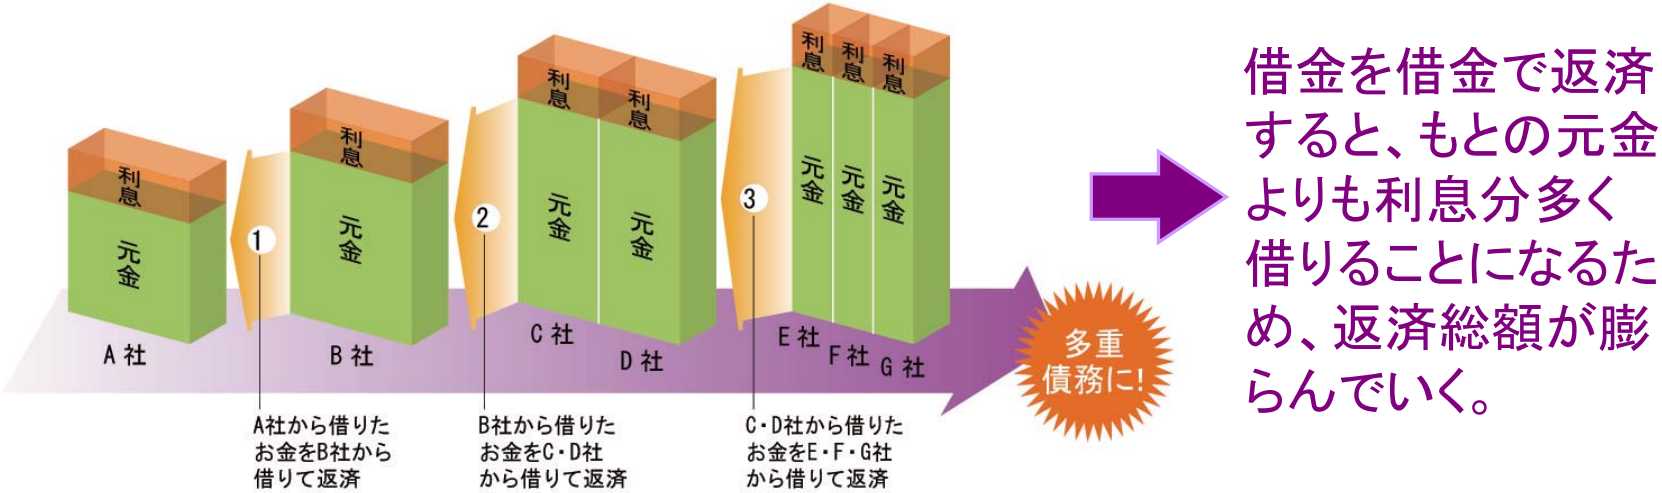 利息
元金
A社
1
A社から借りた
お金をB社から
借りて返済
利息
元金
B社
2
B社から借りた
お金をC・D社
から借りて返済
利息
元金
C社
利息
元金
D社
3
C・D社から借りた
お金をE・F・G社
から借りて返済
利息
元金
E社
利息
元金
F社
利息
元金
G社
多重
債務に!
借金を借金で返済
すると、もとの元金
よりも利息分多く
借りることになるた
め、返済総額が膨
らんでいく。